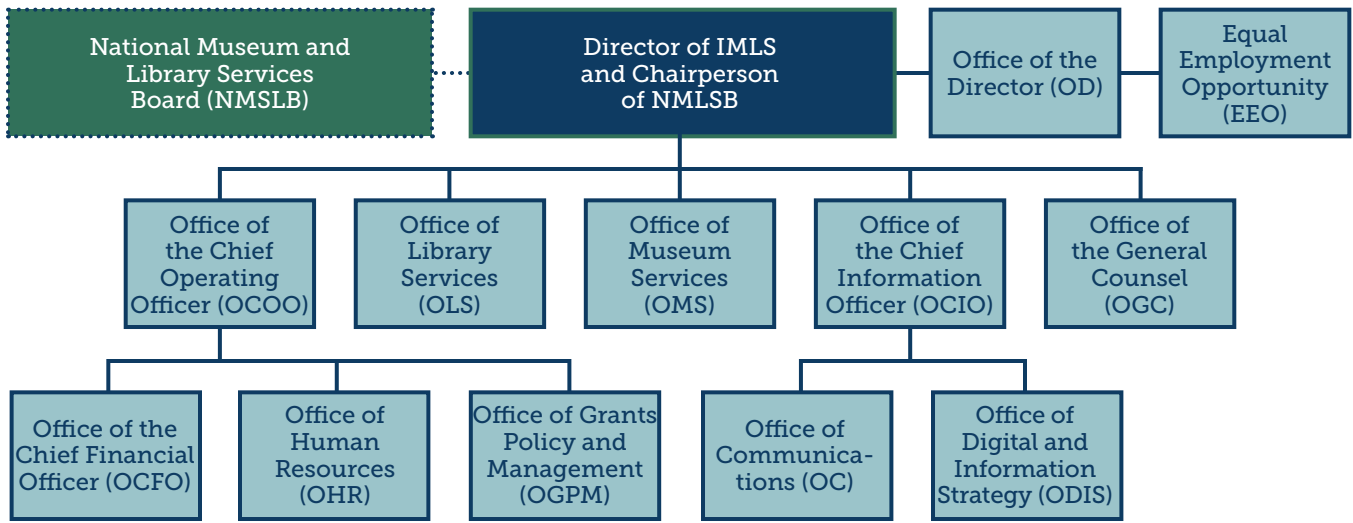 National Museum and
Library Services
Board (NMSLB)
Director of IMLS
and Chairperson
of NMLSB
Office of the
Director (OD)
Equal
Employment
Opportunity
(EEO)
Office of
the Chief
Operating
Officer (OCOO)
Office of
Library
Services
(OLS)
Office of
Museum
Services
(OMS)
Office of
the Chief
Information
Officer (OCIO)
Office of
the General
Counsel
(OGC)
Office of the
Chief Financial
Officer (OCFO)
Office of
Human
Resources
(OHR)
Office of Grants
Policy and
Management
(OGPM)
Office of
Communica-
tions (OC)
Office of
Digital and
Information
Strategy (ODIS)